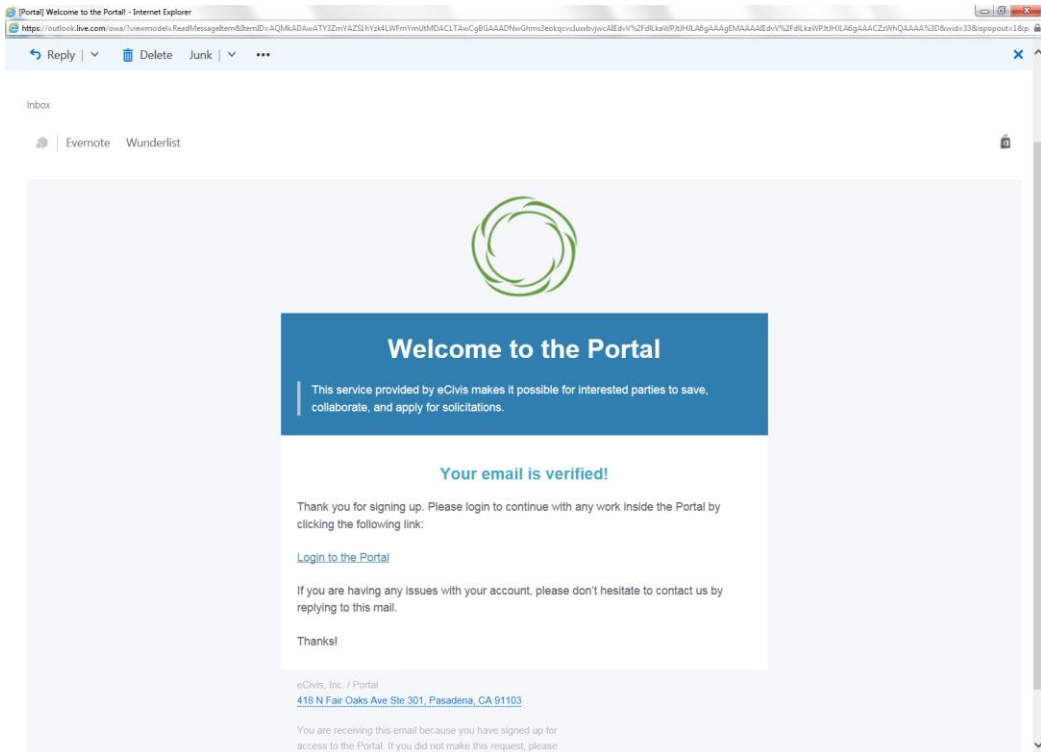 [Portal] Welcome to the Portal! - Internet Explorer
Reply
Delete
Junk
Inbox
Evernote
Wunderlist
Welcome to the Portal
This service provided by eCivis makes it possible for interested parties to save,
collaborate, and apply for solicitations.
Your email is verified!
Thank you for signing up. Please login to continue with any work inside the Portal by
clicking the following link:
Login to the Portal
If you are having any issues with your account, please don't hesitate to contact us by
replying to this mail.
Thanks!
eCivis, Inc. / Portal
418 N Fair Oaks Ave Ste 301, Pasadena, CA 91103
You are receiving this email because you have signed up for
access to the Portal. If you did not make this request, please